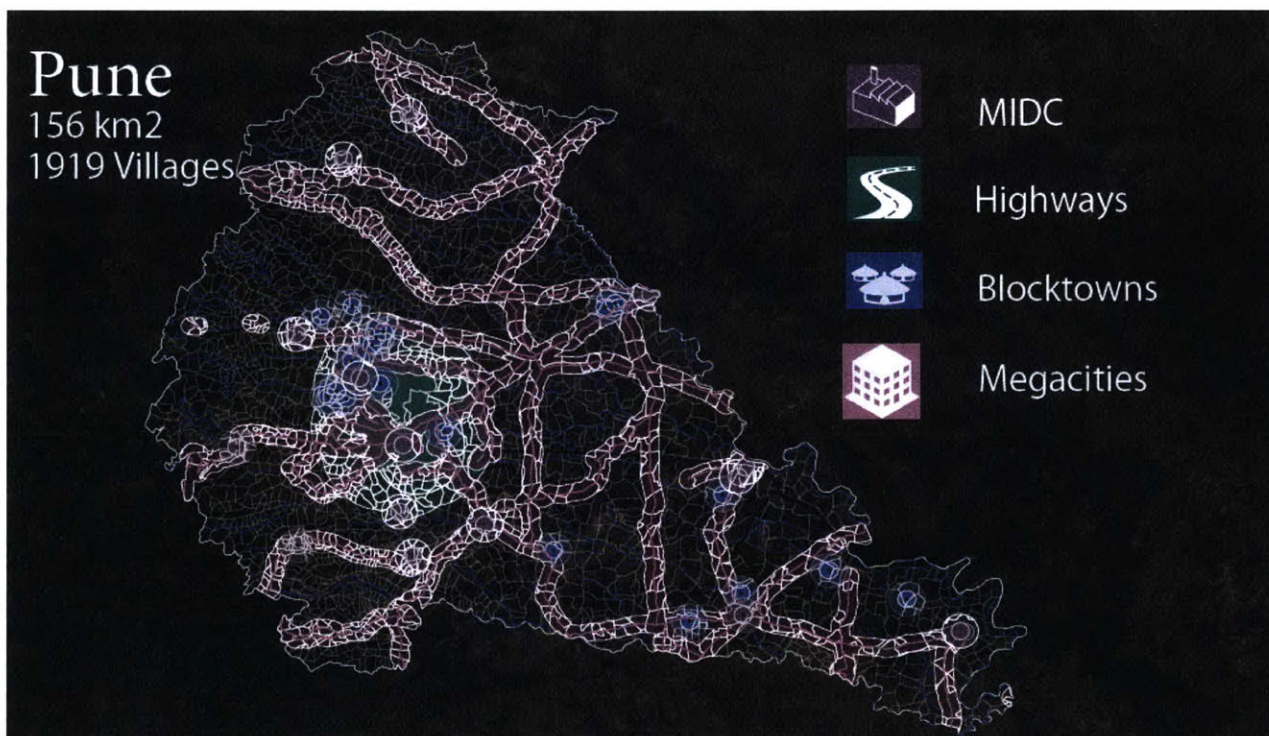 Pune
156 km2
1919 Villages
MIDC
Highways
Blocktowns
Megacities